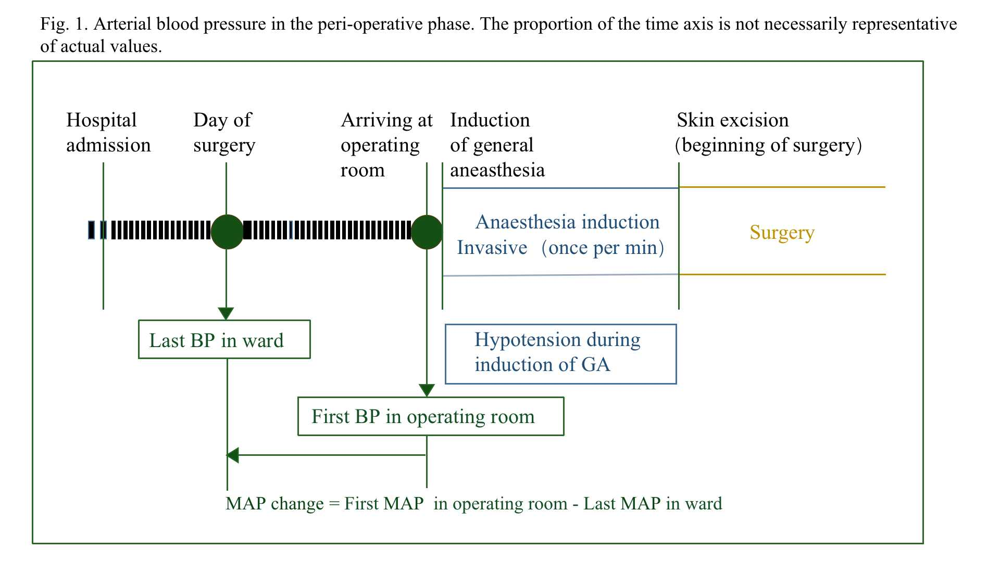 Fig. 1. Arterial blood pressure in the peri-operative phase. The proportion of the time axis is not necessarily representative
of actual values.
Hospital
admission
Day of
surgery
Arriving at
operating
room
Induction
of general
aneasthesia
Skin excision
(beginning of surgery)
Anaesthesia induction
Invasive (once per min)
Surgery
Last BP in ward
Hypotension during
induction of GA
First BP in operating room
MAP change = First MAP in operating room - Last MAP in ward